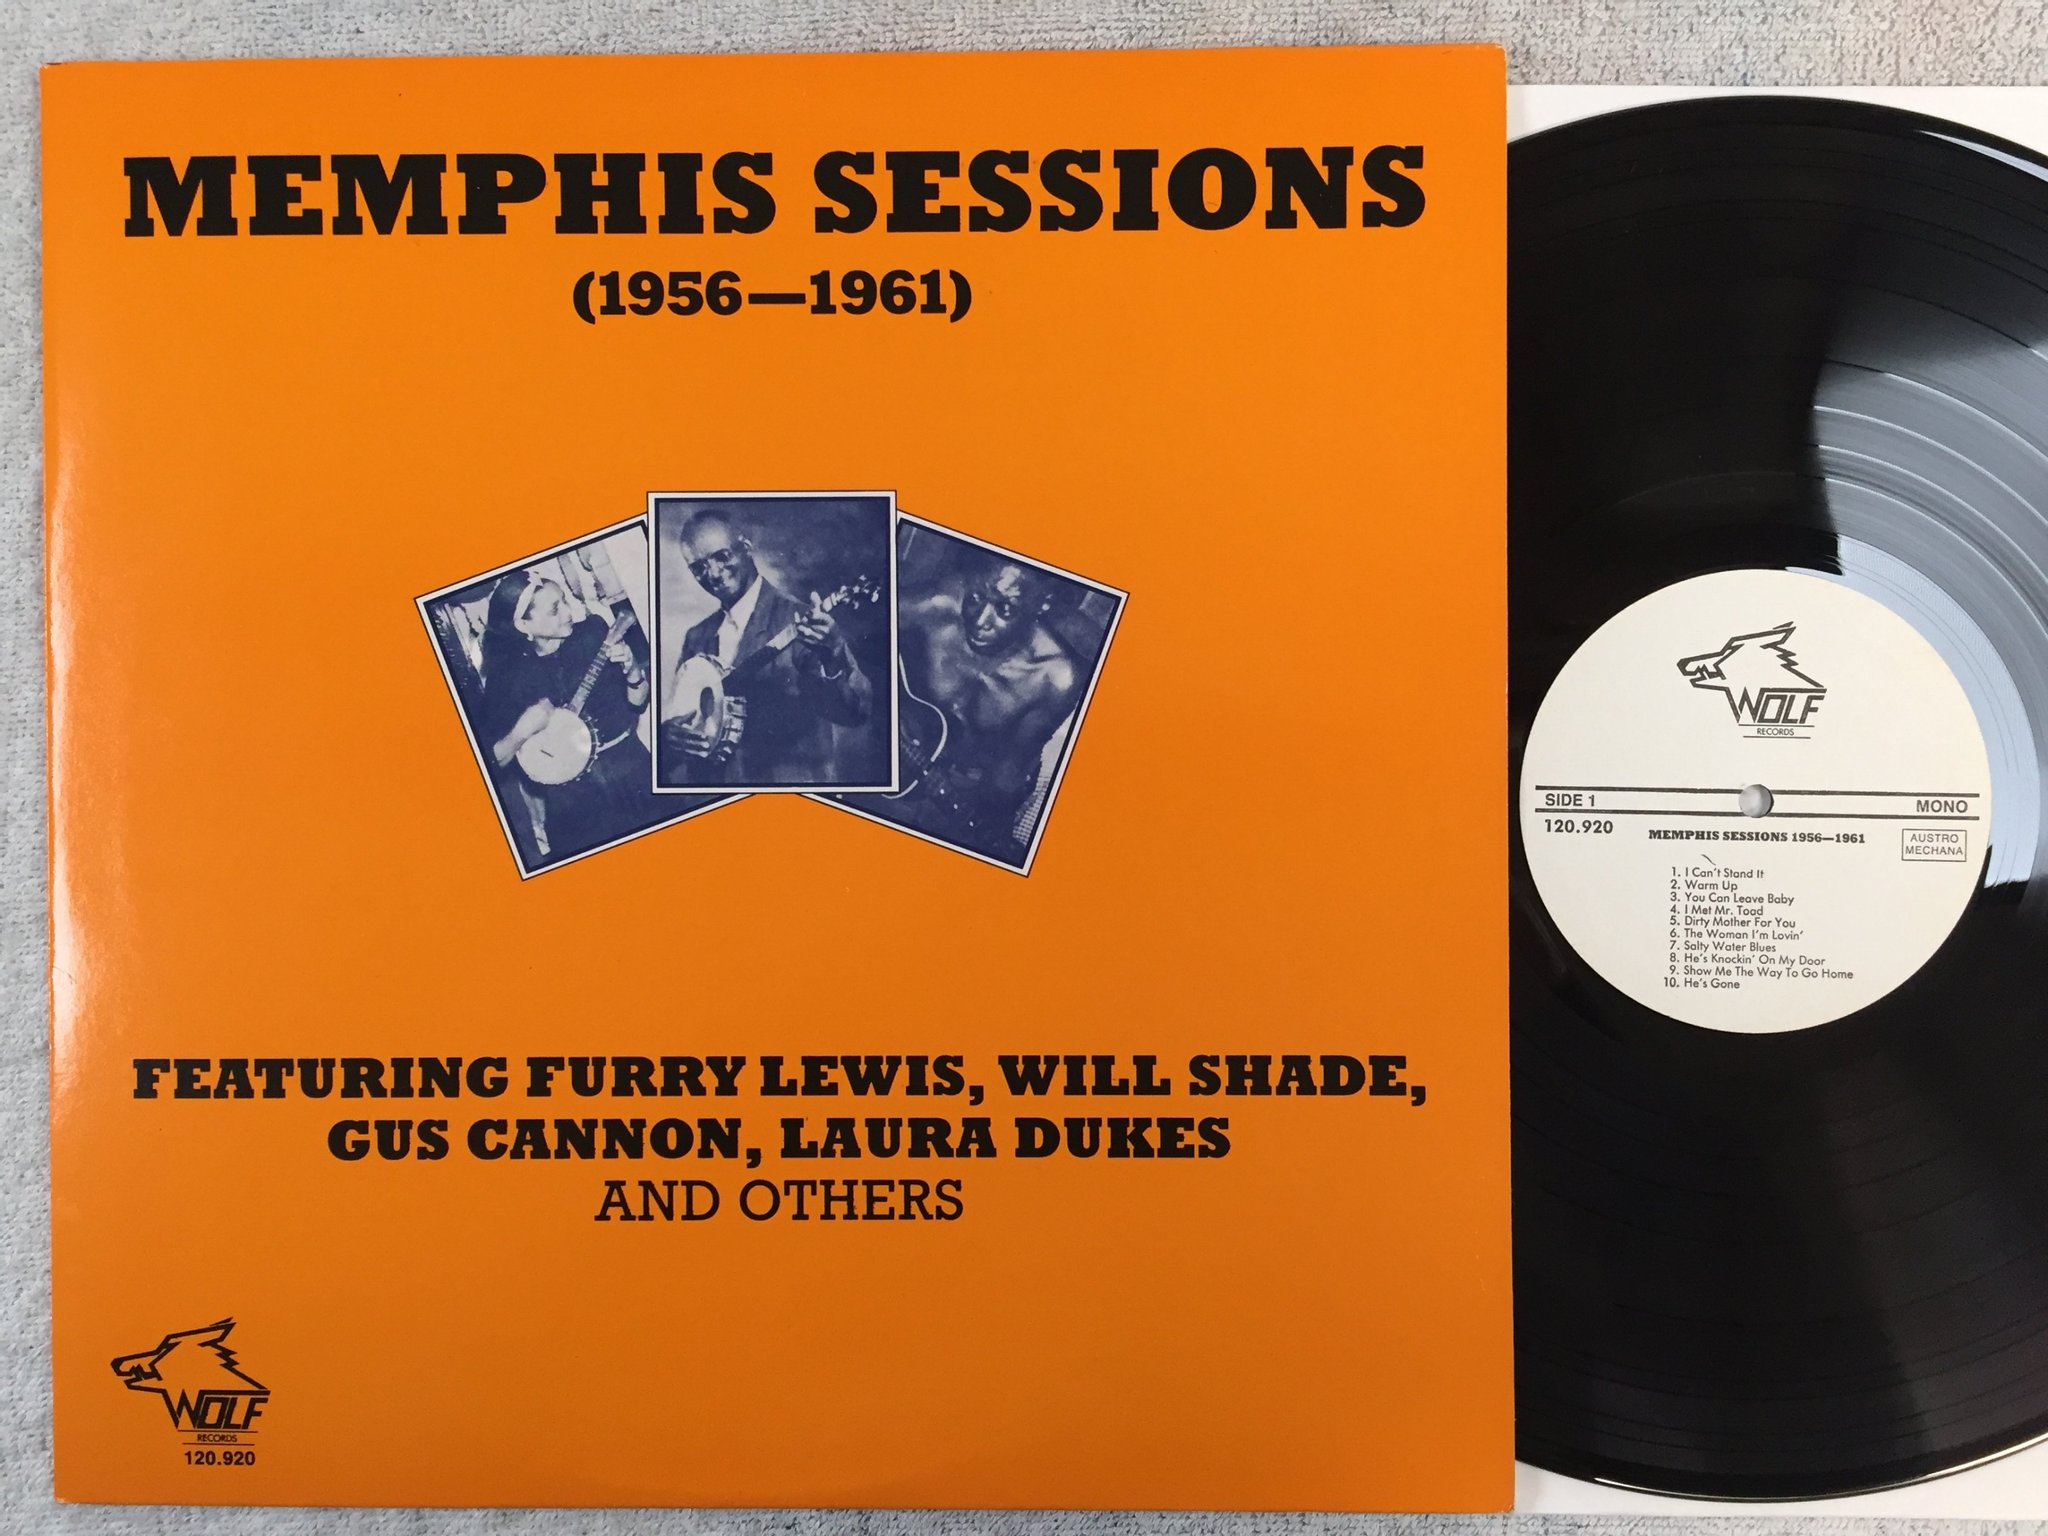 MEMPHIS SESSIONS
(1956—1961)
FEATURING FURRY LEWIS, WILL SHADE,
GUS CANNON, LAURA DUKES
AND OTHERS
WOLF
RECORDS
120.920
WOLF
RECORDS
SIDE 1
MONO
120.920
MEMPHIS SESSIONS 1956—1961
AUSTRO
MECHANA
1. I Can't Stand It
2. Warm Up
3. You Can Leave Baby
4. I Met Mr. Toad
5. Dirty Mother For You
6. The Woman I'm Lovin'
7. Salty Water Blues
8. He's Knockin' On My Door
9. Show Me The Way To Go Home
10. He's Gone